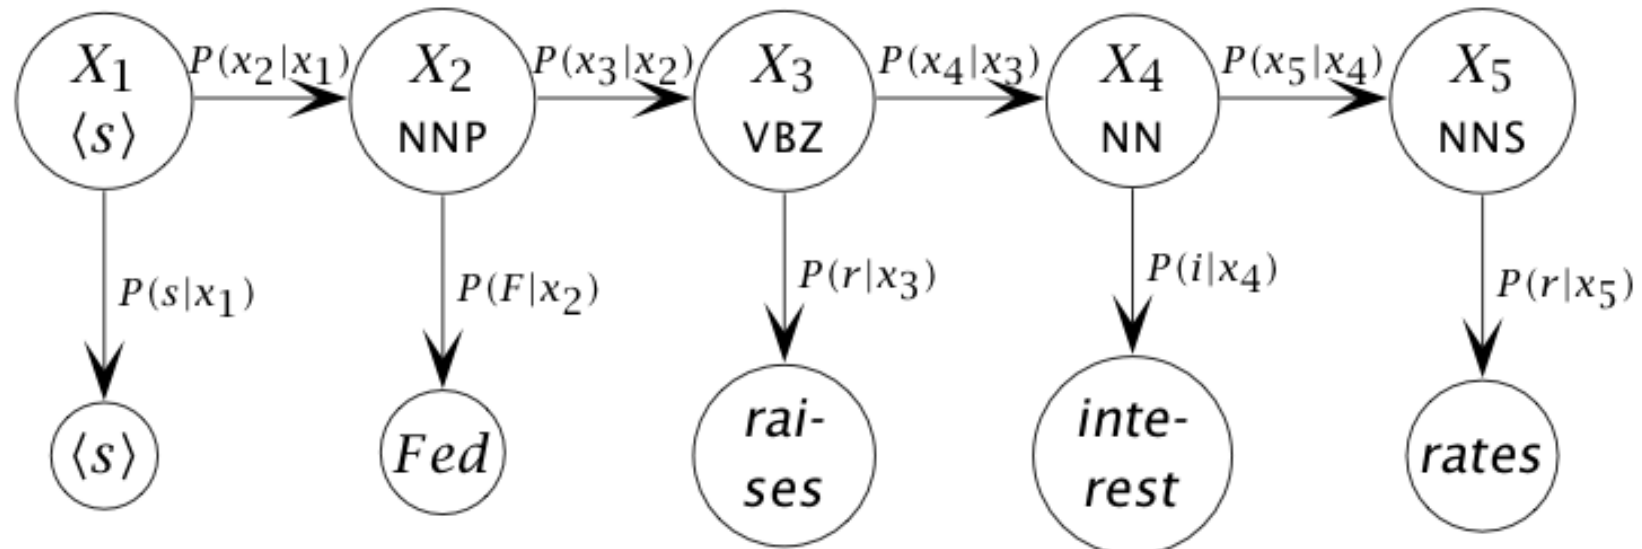 X1
⟨s⟩
P(x2|x1)
X2
NNP
P(x3|x2)
X3
VBZ
P(x4|x3)
X4
NN
P(x5|x4)
X5
NNS
P(s|x1)
P(F|x2)
P(r|x3)
P(i|x4)
P(r|x5)
⟨s⟩
Fed
rai-
ses
inte-
rest
rates